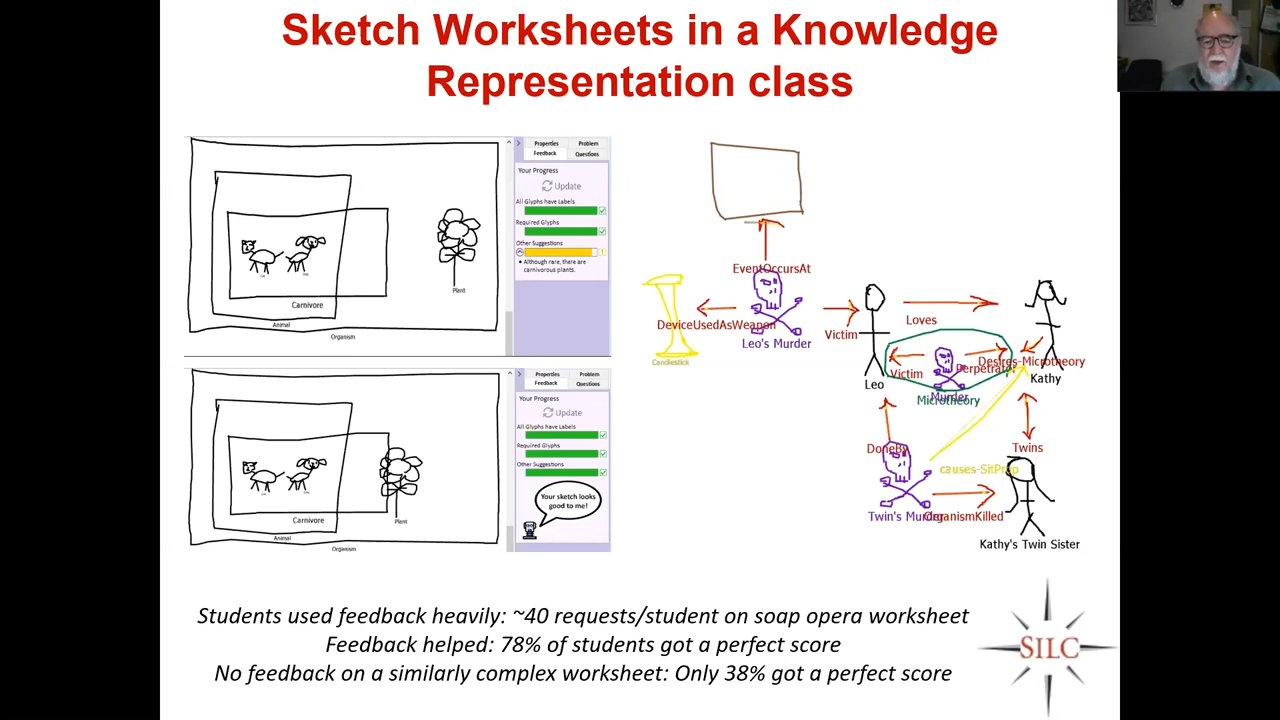 Sketch Worksheets in a Knowledge
Representation class
Properties
Problem
Feedback
Questions
Your Progress
Update
All Glyphs have Labels
Required Glyphs
Other Suggestions
• Although rare, there are
carnivorous plants.
Plent
Carnivore
Animal
Organism
Properties
Problem
Feedback
Questions
Your Progress
Update
All Glyphs have Labels
Required Glyphs
Other Suggestions
Your sketch looks
good to me!
Carnivore
Plent
Animal
Organism
EventOccursAt
DeviceUsedAsWeapon
Victim
Loves
Leo's Murder
Candlestick
Desires-Microtheory
Perpetrator
Victim
Kathy
Leo
Murder
Microtheory
DoneBy
Twins
causes-SitProp
Twin's Murder
OrganismKilled
Kathy's Twin Sister
Students used feedback heavily: ~40 requests/student on soap opera worksheet
Feedback helped: 78% of students got a perfect score
No feedback on a similarly complex worksheet: Only 38% got a perfect score
SILC